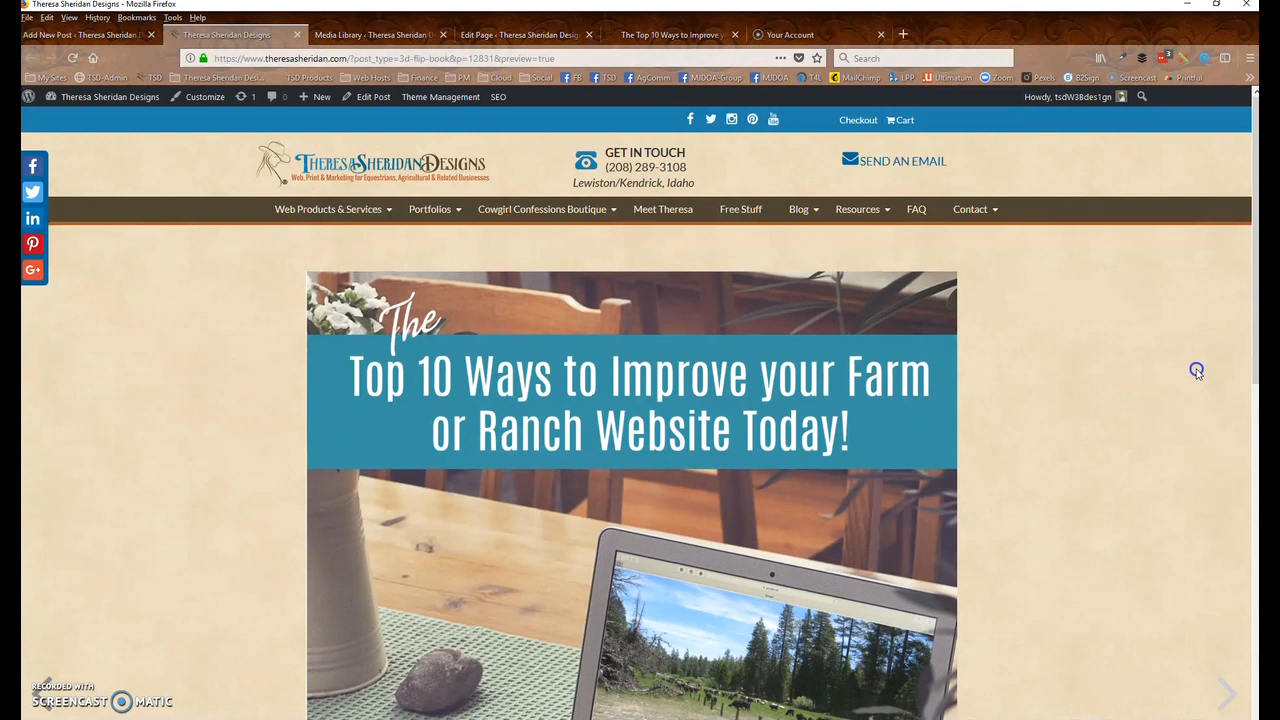 Theresa Sheridan Designs - Mozilla Firefox
File Edit View History Bookmarks Tools Help
Add New Post ‹ Theresa Sheridan D Theresa Sheridan Designs Media Library ‹ Theresa Sheridan D Edit Page ‹ Theresa Sheridan Design The Top 10 Ways to Improve y Your Account
https://www.theresasheridan.com/?post_type=3d-flip-book&p=12831&preview=true Search
My Sites TSD-Admin TSD Theresa Sheridan Desi... TSD Products Web Hosts Finance PM Cloud Social FB TSD AgComm MJDOA-Group MJDOA T4L MailChimp LPP Ultimatum Zoom Pexels B2Sign Screencast Printful
Theresa Sheridan Designs Customize 1 0 New Edit Post Theme Management SEO Howdy, tsdW3Bdes1gn
Checkout Cart
THERESASHERIDANDESIGNS
Web, Print & Marketing for Equestrians, Agricultural & Related Businesses
GET IN TOUCH
(208) 289-3108
Lewiston/Kendrick, Idaho
SEND AN EMAIL
Web Products & Services Portfolios Cowgirl Confessions Boutique Meet Theresa Free Stuff Blog Resources FAQ Contact
The
Top 10 Ways to Improve your Farm
or Ranch Website Today!
RECORDED WITH
SCREENCAST MATIC